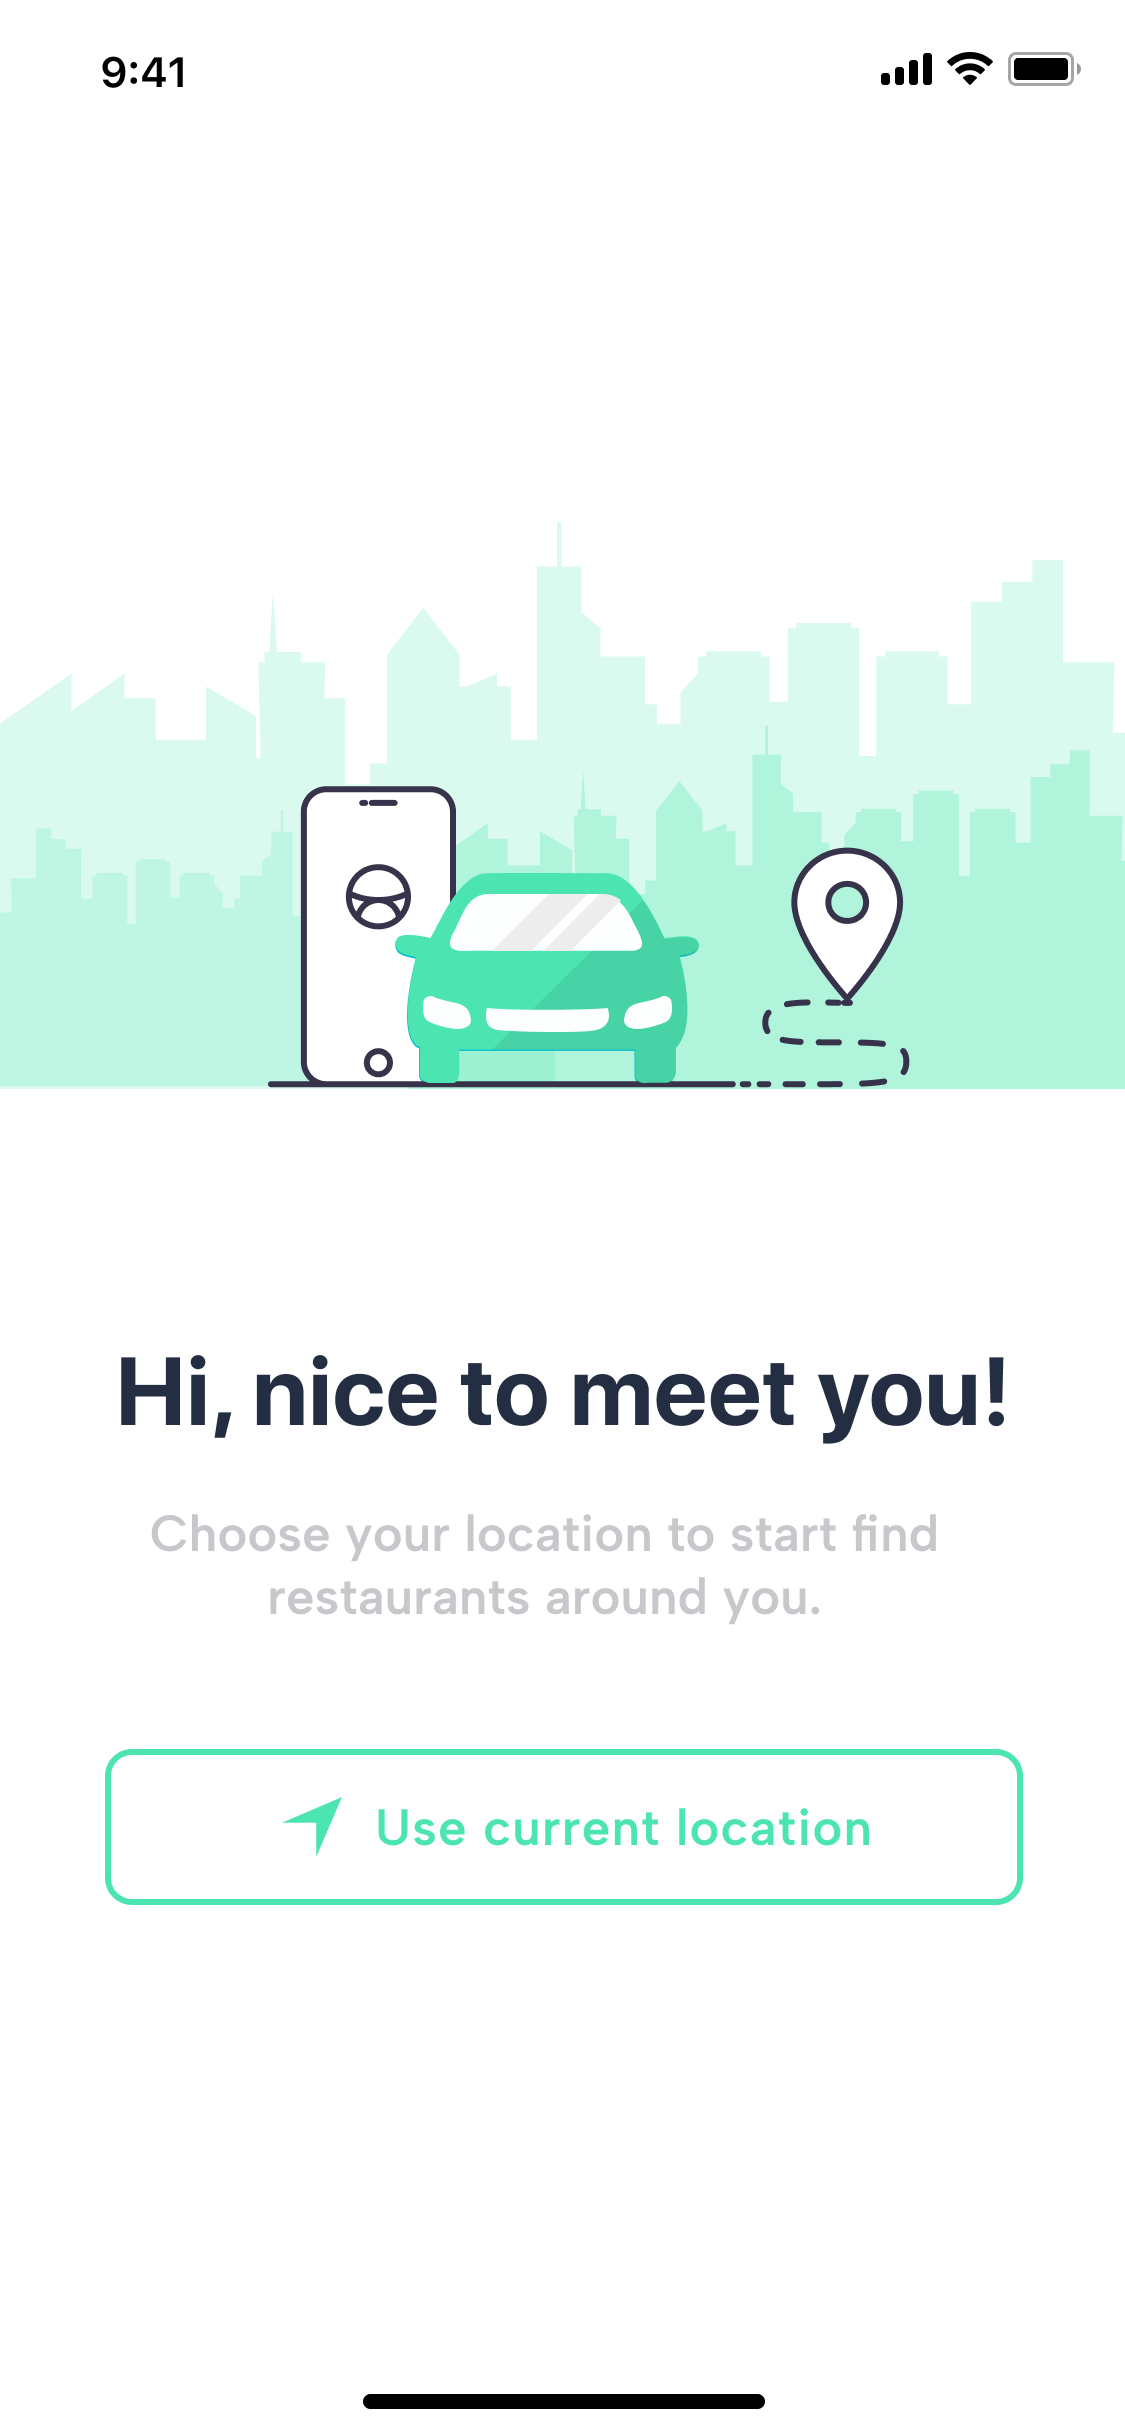 9:41
Hi, nice to meet you!
Choose your location to start find
restaurants around you.
Use current location